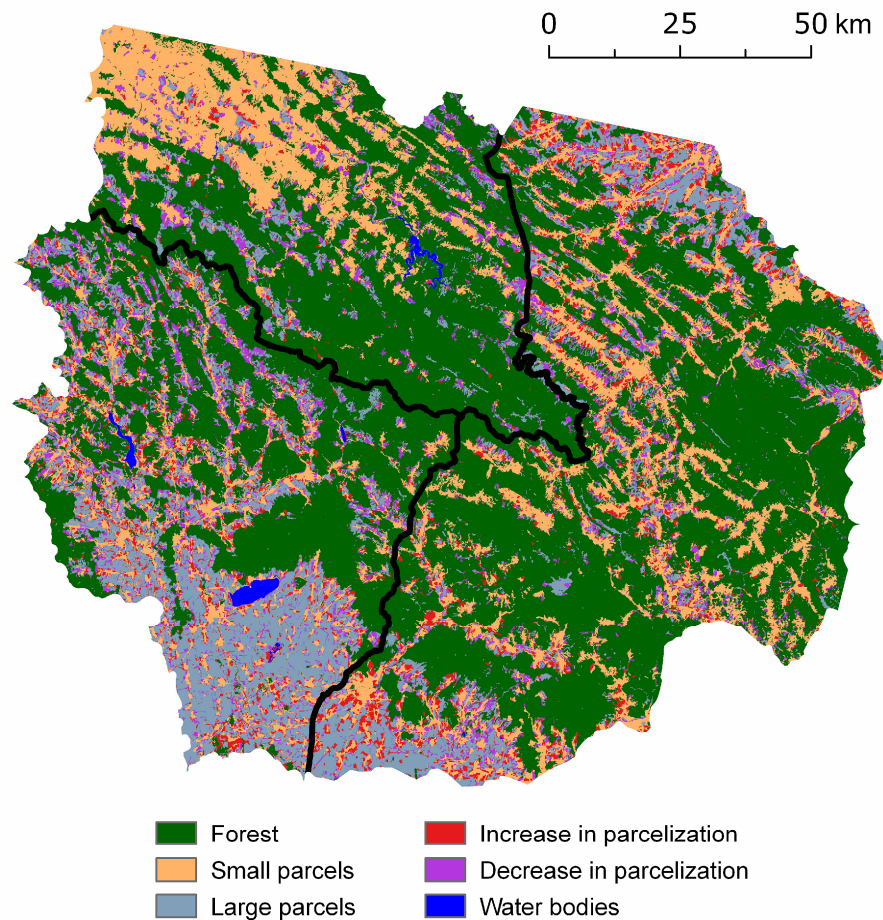 0 25 50 km
Forest
Small parcels
Large parcels
Increase in parcelization
Decrease in parcelization
Water bodies